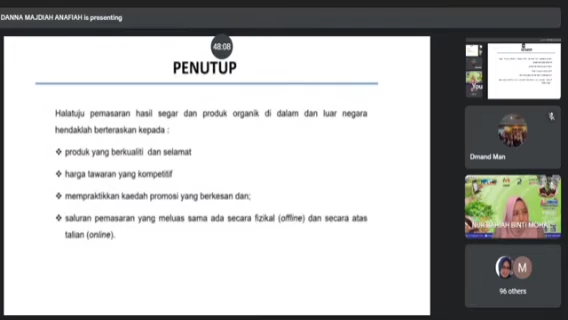 DANNA MAJDIAH ANAFIAH is presenting
48:08
PENUTUP
Halatuju pemasaran hasil segar dan produk organik di dalam dan luar negara
hendaklah berteraskan kepada :
❖ produk yang berkualiti dan selamat
❖ harga tawaran yang kompetitif
❖ mempraktikkan kaedah promosi yang berkesan dan;
❖ saluran pemasaran yang meluas sama ada secara fizikal (offline) dan secara atas
talian (online).
Dmand Man
M
96 others